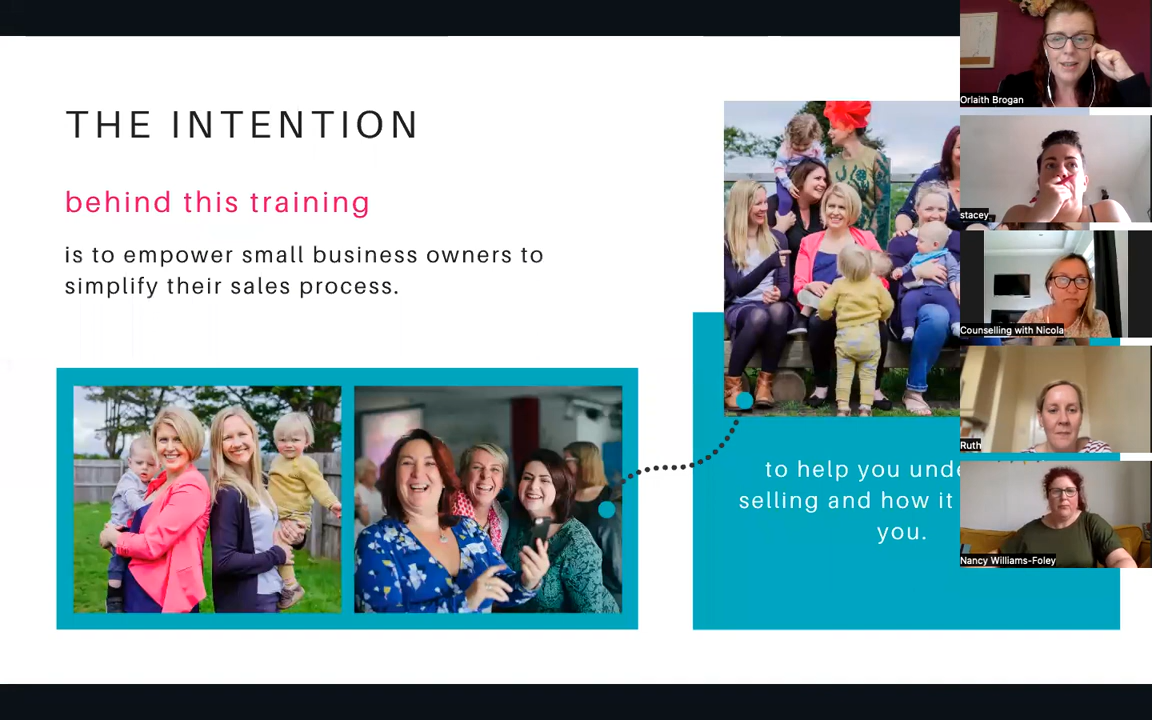 THE INTENTION
behind this training
is to empower small business owners to
simplify their sales process.
to help you
selling and how it
you.
Orlaith Brogan
stacey
Counselling with Nicola
Ruth
Nancy Williams-Foley